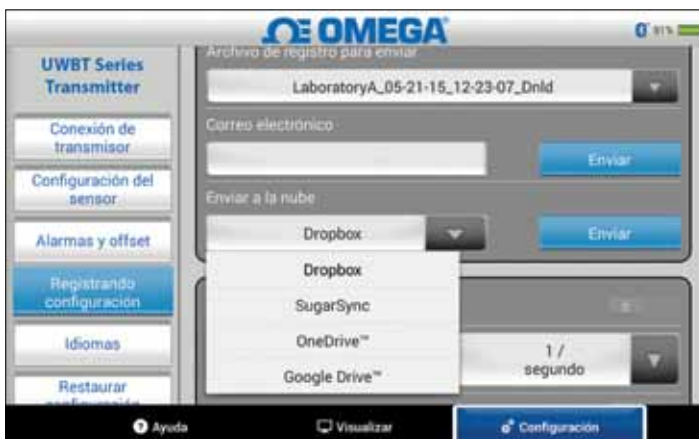 OMEGA
91%
UWBT Series
Transmitter
Conexión de
transmisor
Configuración del
sensor
Alarmas y offset
Registrando
configuración
Idiomas
Restaurar
configuración
Archivo de registro para enviar
LaboratoryA_05-21-15_12-23-07_Dnld
Correo electrónico
Enviar
Enviar a la nube
Dropbox
Enviar
Dropbox
SugarSync
OneDrive™
Google Drive™
1 /
segundo
Ayuda
Visualizar
Configuración